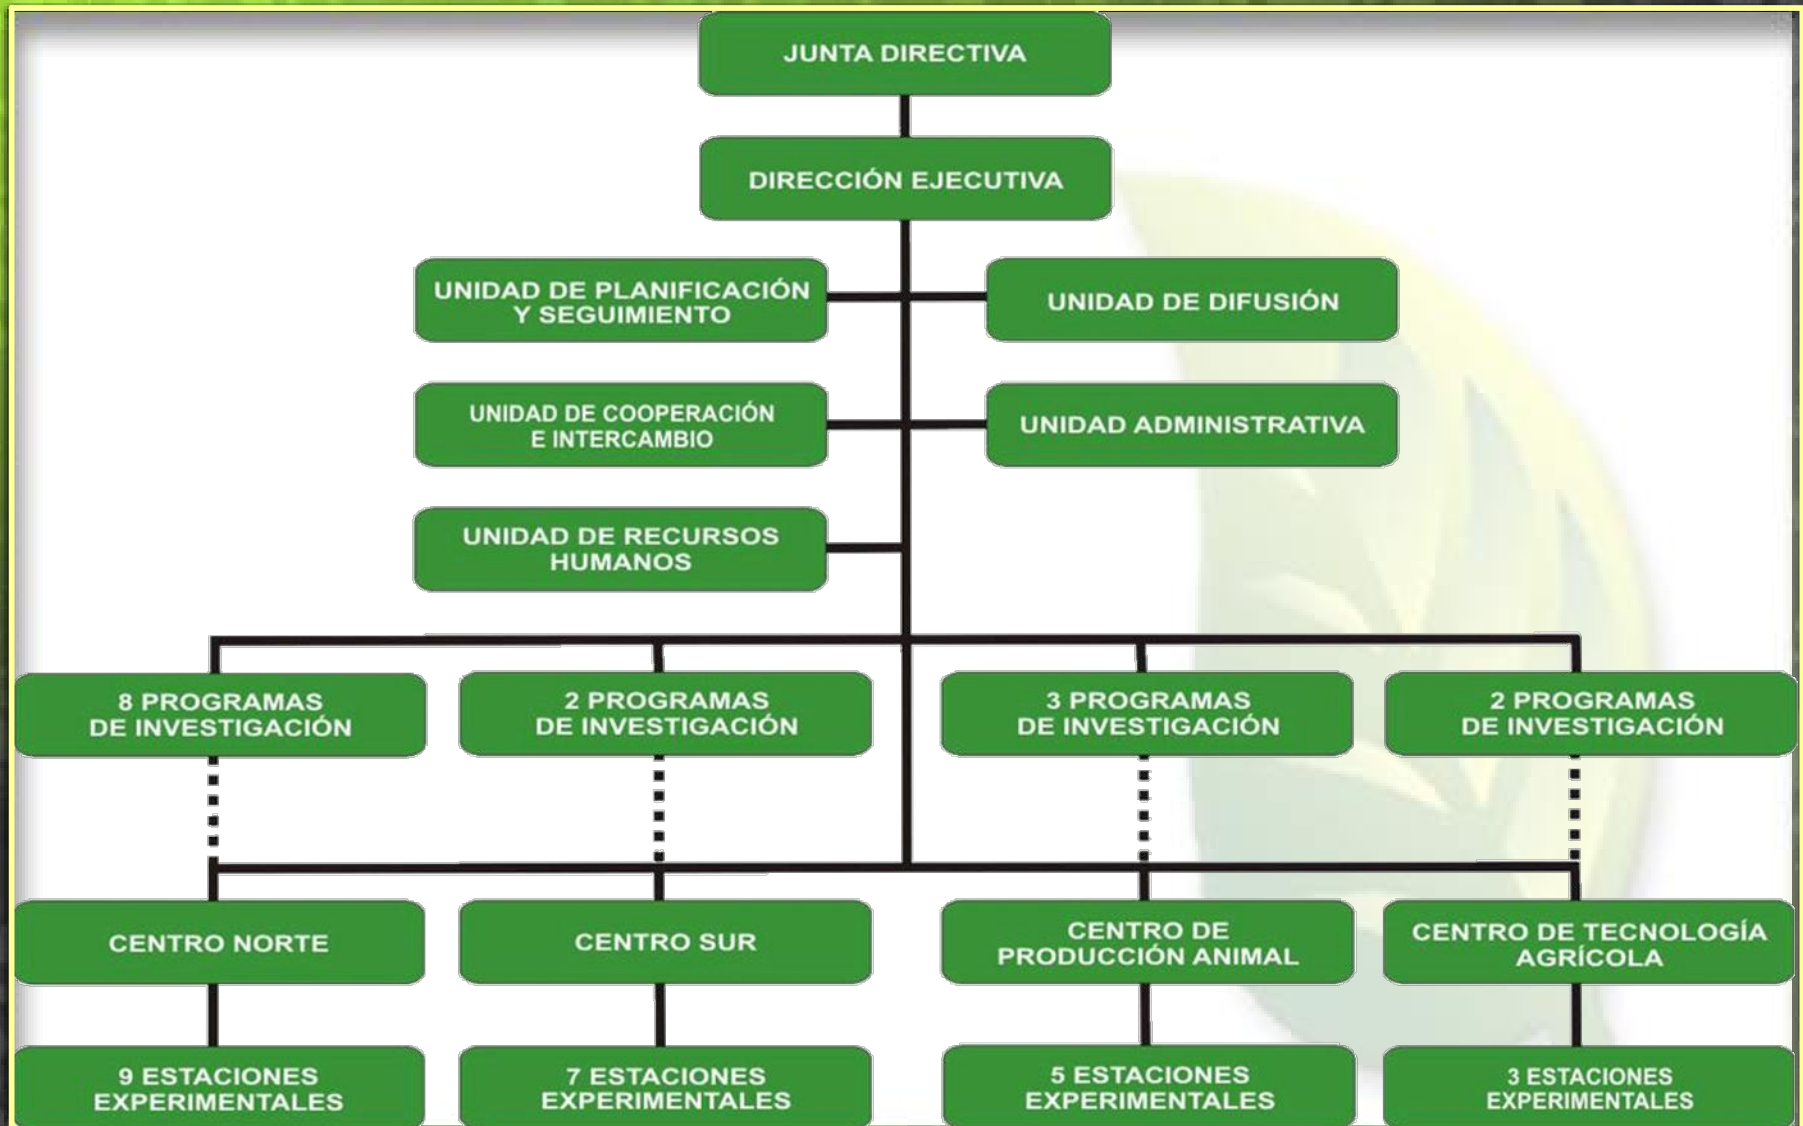 JUNTA DIRECTIVA
DIRECCIÓN EJECUTIVA
UNIDAD DE PLANIFICACIÓN
Y SEGUIMIENTO
UNIDAD DE DIFUSIÓN
UNIDAD DE COOPERACIÓN
E INTERCAMBIO
UNIDAD ADMINISTRATIVA
UNIDAD DE RECURSOS
HUMANOS
8 PROGRAMAS
DE INVESTIGACIÓN
2 PROGRAMAS
DE INVESTIGACIÓN
3 PROGRAMAS
DE INVESTIGACIÓN
2 PROGRAMAS
DE INVESTIGACIÓN
CENTRO NORTE
CENTRO SUR
CENTRO DE
PRODUCCIÓN ANIMAL
CENTRO DE TECNOLOGÍA
AGRÍCOLA
9 ESTACIONES
EXPERIMENTALES
7 ESTACIONES
EXPERIMENTALES
5 ESTACIONES
EXPERIMENTALES
3 ESTACIONES
EXPERIMENTALES